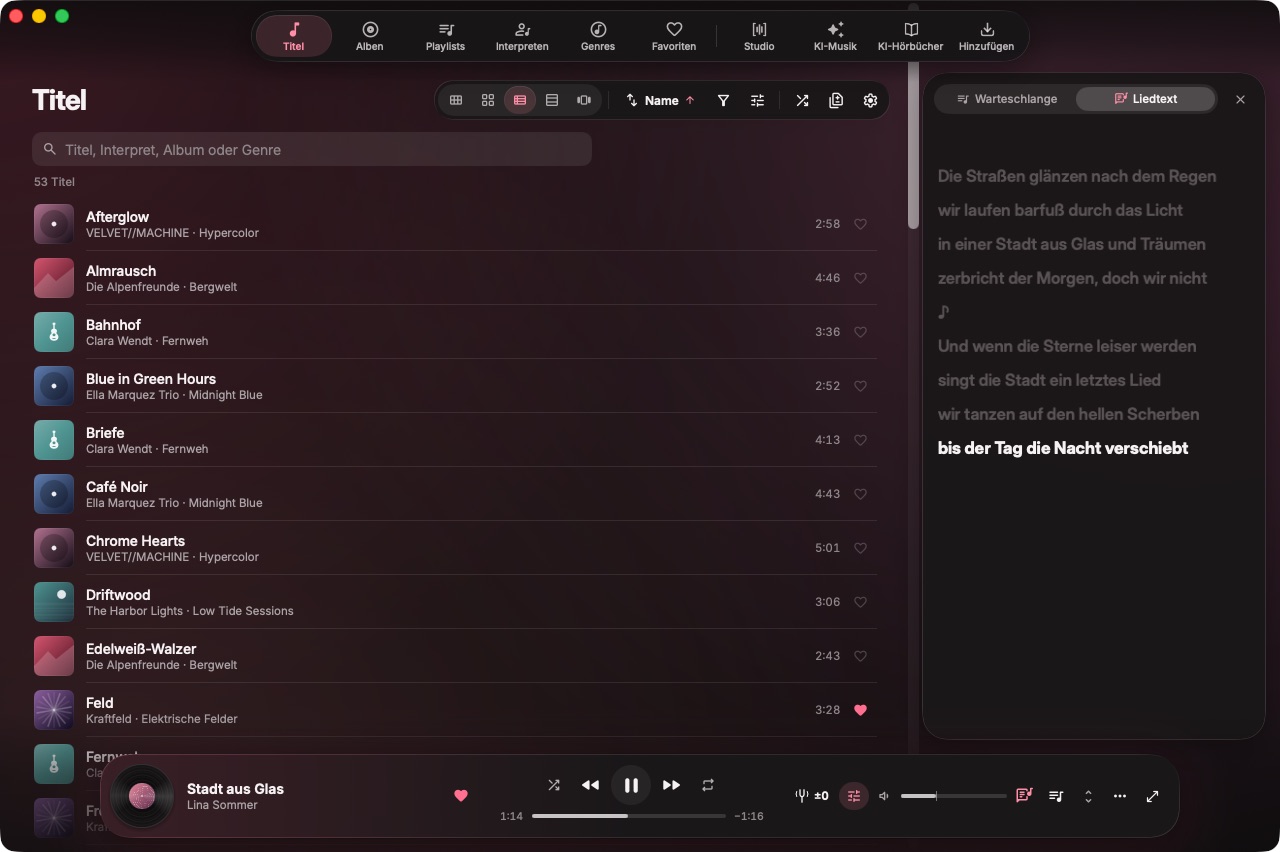 Titel
Alben
Playlists
Interpreten
Genres
Favoriten
Studio
KI-Musik
KI-Hörbücher
Hinzufügen
Titel
Name
Titel, Interpret, Album oder Genre
53 Titel
Afterglow
VELVET//MACHINE · Hypercolor
2:58
Almrausch
Die Alpenfreunde · Bergwelt
4:46
Bahnhof
Clara Wendt · Fernweh
3:36
Blue in Green Hours
Ella Marquez Trio · Midnight Blue
2:52
Briefe
Clara Wendt · Fernweh
4:13
Café Noir
Ella Marquez Trio · Midnight Blue
4:43
Chrome Hearts
VELVET//MACHINE · Hypercolor
5:01
Driftwood
The Harbor Lights · Low Tide Sessions
3:06
Edelweiß-Walzer
Die Alpenfreunde · Bergwelt
2:43
Feld
Kraftfeld · Elektrische Felder
3:28
Warteschlange
Liedtext
Die Straßen glänzen nach dem Regen
wir laufen barfuß durch das Licht
in einer Stadt aus Glas und Träumen
zerbricht der Morgen, doch wir nicht
♪
Und wenn die Sterne leiser werden
singt die Stadt ein letztes Lied
wir tanzen auf den hellen Scherben
bis der Tag die Nacht verschiebt
Stadt aus Glas
Lina Sommer
1:14
−1:16
±0